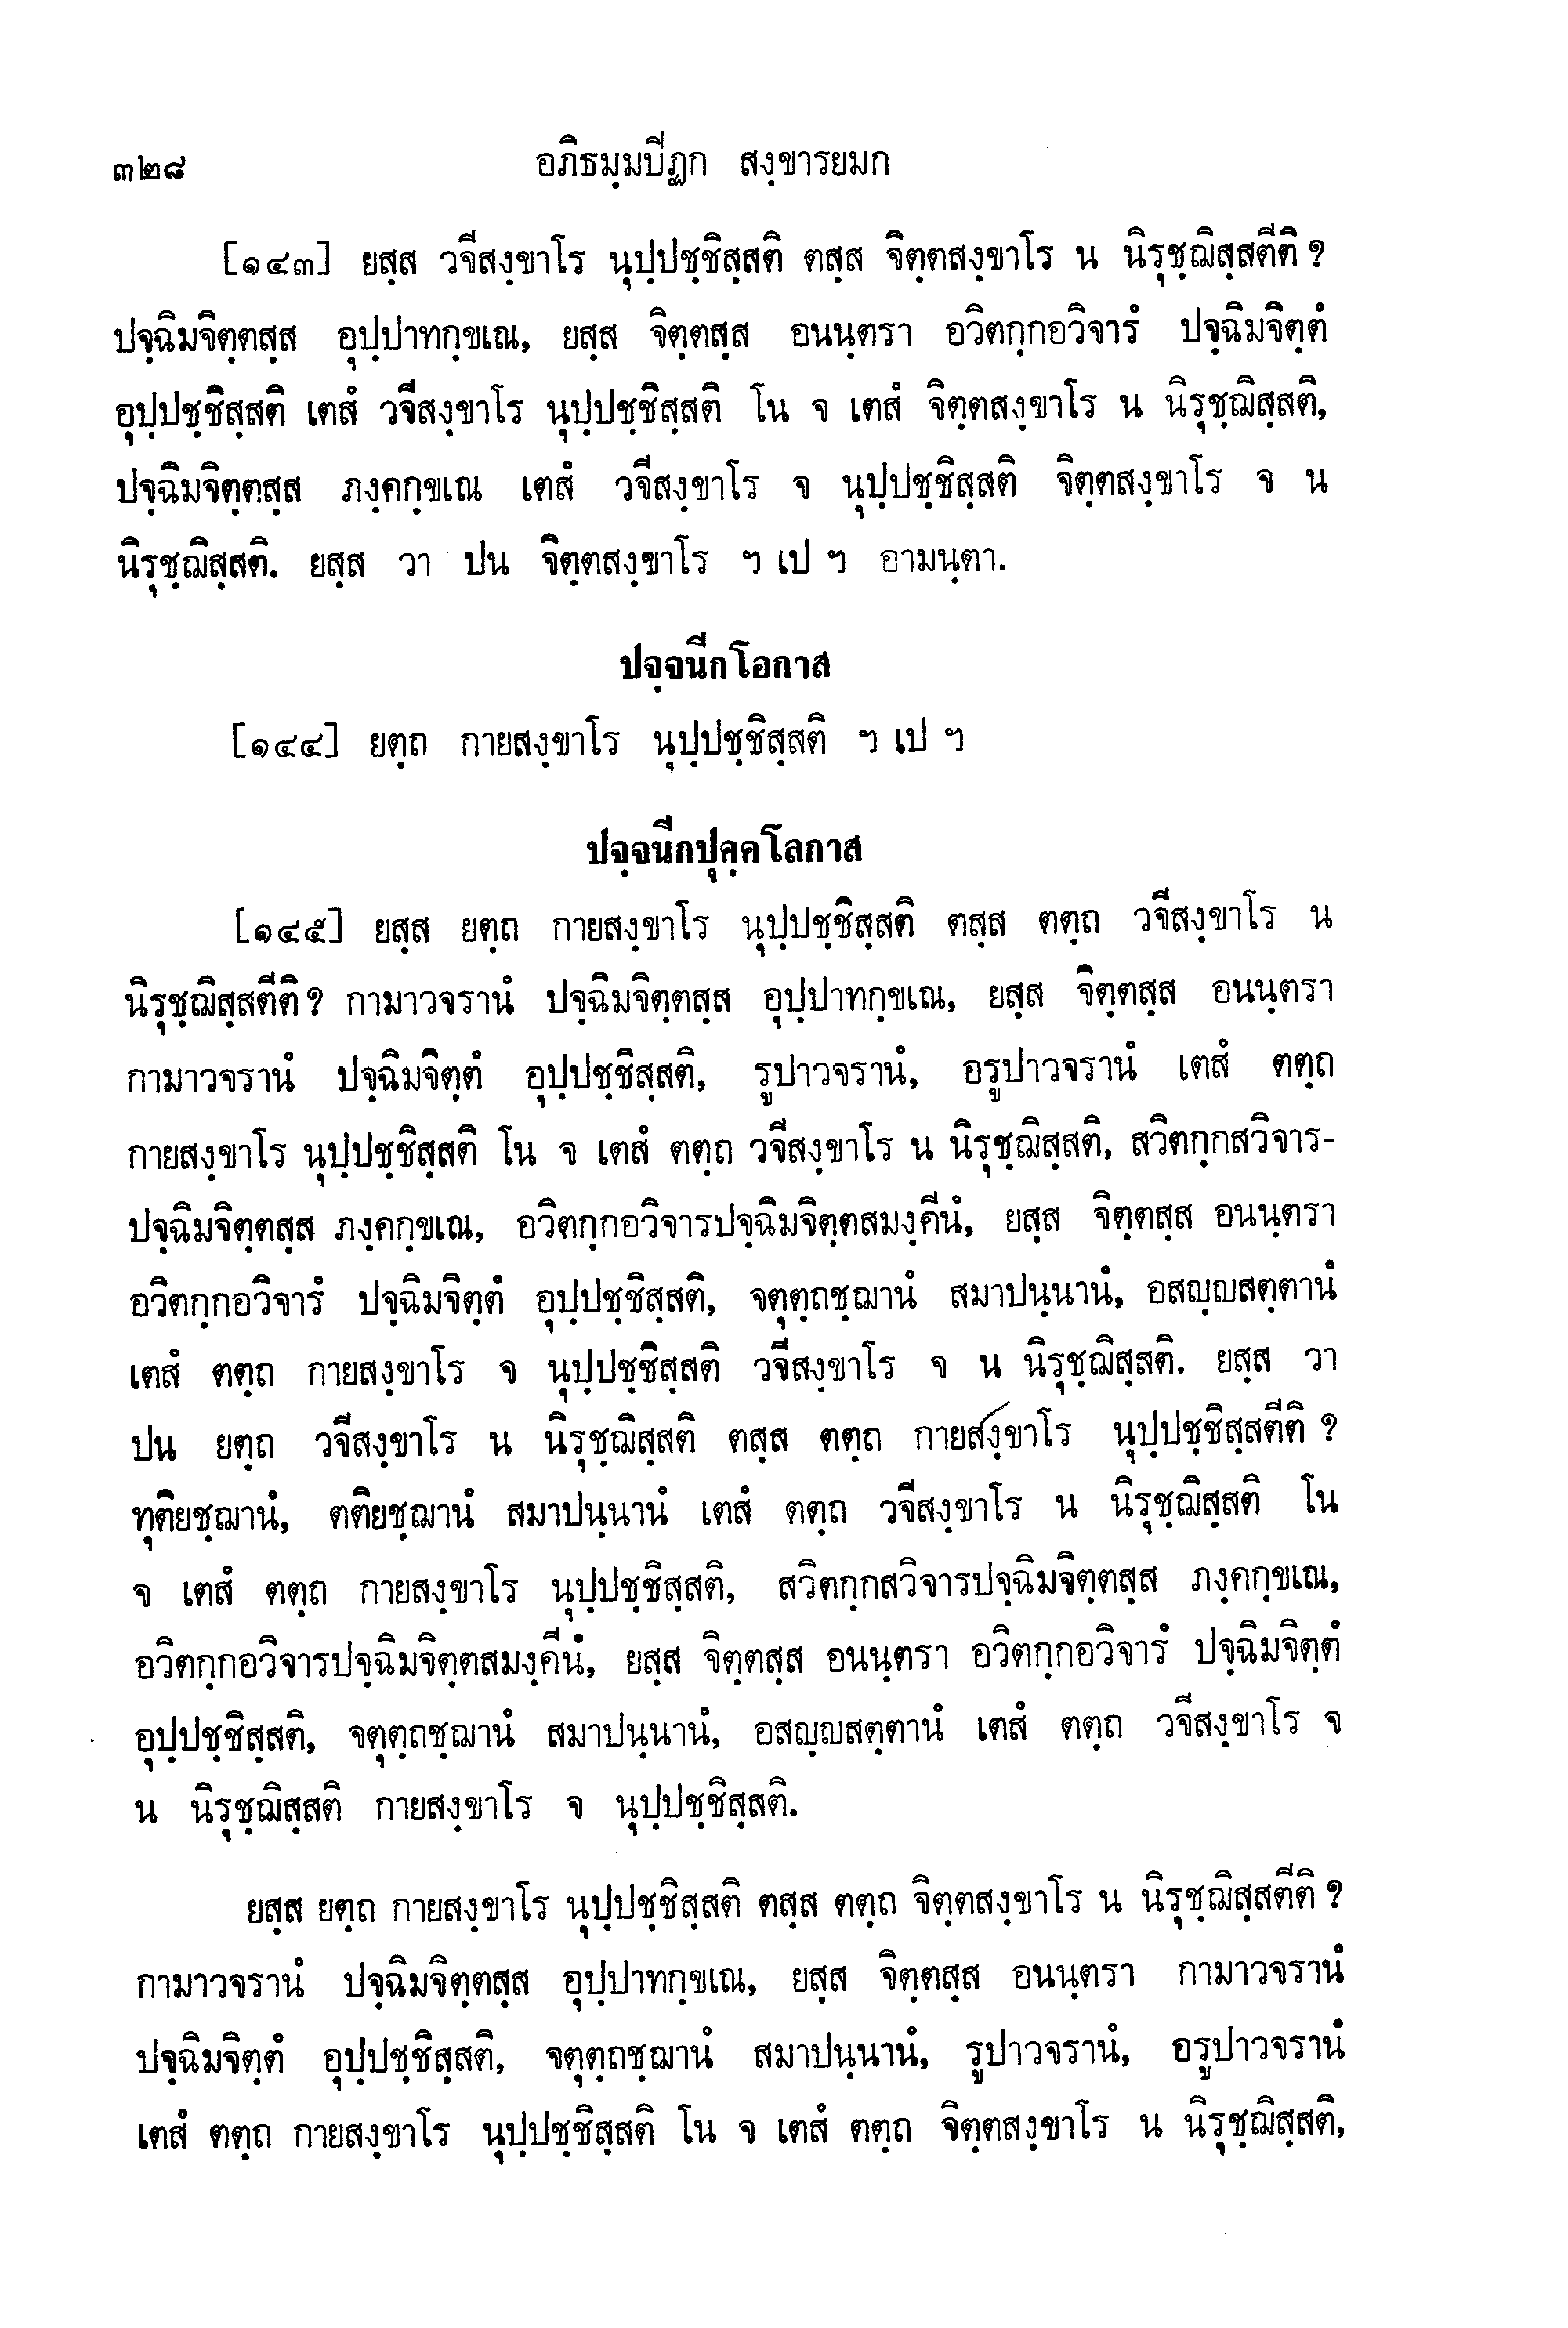 ๓๒๘ อภิธมฺมปีฏก สงฺขารยมก
[๑๔๓] ยสฺส วจีสงฺขาโร นุปฺปชฺชิสฺสติ ตสฺส จิตฺตสงฺขาโร น นิรุชฺฌิสฺสตีติ ?
ปจฺฉิมจิตฺตสฺส อุปฺปาทกฺขเณ, ยสฺส จิตฺตสฺส อนนฺตรา อวิตกฺกอวิจารํ ปจฺฉิมจิตฺตํ
อุปฺปชฺชิสฺสติ เตสํ วจีสงฺขาโร นุปฺปชฺชิสฺสติ โน จ เตสํ จิตฺตสงฺขาโร น นิรุชฺฌิสฺสติ,
ปจฺฉิมจิตฺตสฺส ภงฺคกฺขเณ เตสํ วจีสงฺขาโร จ นุปฺปชฺชิสฺสติ จิตฺตสงฺขาโร จ น
นิรุชฺฌิสฺสติ. ยสฺส วา ปน จิตฺตสงฺขาโร ฯ เป ฯ อามนฺตา.
ปจฺจนีกโอกาส
[๑๔๔] ยตฺถ กายสงฺขาโร นุปฺปชฺชิสฺสติ ฯ เป ฯ
ปจฺจนีกปุคฺคโลกาส
[๑๔๕] ยสฺส ยตฺถ กายสงฺขาโร นุปฺปชฺชิสฺสติ ตสฺส ตตฺถ วจีสงฺขาโร น
นิรุชฺฌิสฺสตีติ ? กามาวจรานํ ปจฺฉิมจิตฺตสฺส อุปฺปาทกฺขเณ, ยสฺส จิตฺตสฺส อนนฺตรา
กามาวจรานํ ปจฺฉิมจิตฺตํ อุปฺปชฺชิสฺสติ, รูปาวจรานํ, อรูปาวจรานํ เตสํ ตตฺถ
กายสงฺขาโร นุปฺปชฺชิสฺสติ โน จ เตสํ ตตฺถ วจีสงฺขาโร น นิรุชฺฌิสฺสติ, สวิตกฺกสวิจาร-
ปจฺฉิมจิตฺตสฺส ภงฺคกฺขเณ, อวิตกฺกอวิจารปจฺฉิมจิตฺตสมงฺคีนํ, ยสฺส จิตฺตสฺส อนนฺตรา
อวิตกฺกอวิจารํ ปจฺฉิมจิตฺตํ อุปฺปชฺชิสฺสติ, จตุตฺถชฺฌานํ สมาปนฺนานํ, อสญฺญสตฺตานํ
เตสํ ตตฺถ กายสงฺขาโร จ นุปฺปชฺชิสฺสติ วจีสงฺขาโร จ น นิรุชฺฌิสฺสติ. ยสฺส วา
ปน ยตฺถ วจีสงฺขาโร น นิรุชฺฌิสฺสติ ตสฺส ตตฺถ กายสงฺขาโร นุปฺปชฺชิสฺสตีติ ?
ทุติยชฺฌานํ, ตติยชฺฌานํ สมาปนฺนานํ เตสํ ตตฺถ วจีสงฺขาโร น นิรุชฺฌิสฺสติ โน
จ เตสํ ตตฺถ กายสงฺขาโร นุปฺปชฺชิสฺสติ, สวิตกฺกสวิจารปจฺฉิมจิตฺตสฺส ภงฺคกฺขเณ,
อวิตกฺกอวิจารปจฺฉิมจิตฺตสมงฺคีนํ, ยสฺส จิตฺตสฺส อนนฺตรา อวิตกฺกอวิจารํ ปจฺฉิมจิตฺตํ
อุปฺปชฺชิสฺสติ, จตุตฺถชฺฌานํ สมาปนฺนานํ, อสญฺญสตฺตานํ เตสํ ตตฺถ วจีสงฺขาโร จ
น นิรุชฺฌิสฺสติ กายสงฺขาโร จ นุปฺปชฺชิสฺสติ.
ยสฺส ยตฺถ กายสงฺขาโร นุปฺปชฺชิสฺสติ ตสฺส ตตฺถ จิตฺตสงฺขาโร น นิรุชฺฌิสฺสตีติ ?
กามาวจรานํ ปจฺฉิมจิตฺตสฺส อุปฺปาทกฺขเณ, ยสฺส จิตฺตสฺส อนนฺตรา กามาวจรานํ
ปจฺฉิมจิตฺตํ อุปฺปชฺชิสฺสติ, จตุตฺถชฺฌานํ สมาปนฺนานํ, รูปาวจรานํ, อรูปาวจรานํ
เตสํ ตตฺถ กายสงฺขาโร นุปฺปชฺชิสฺสติ โน จ เตสํ ตตฺถ จิตฺตสงฺขาโร น นิรุชฺฌิสฺสติ,